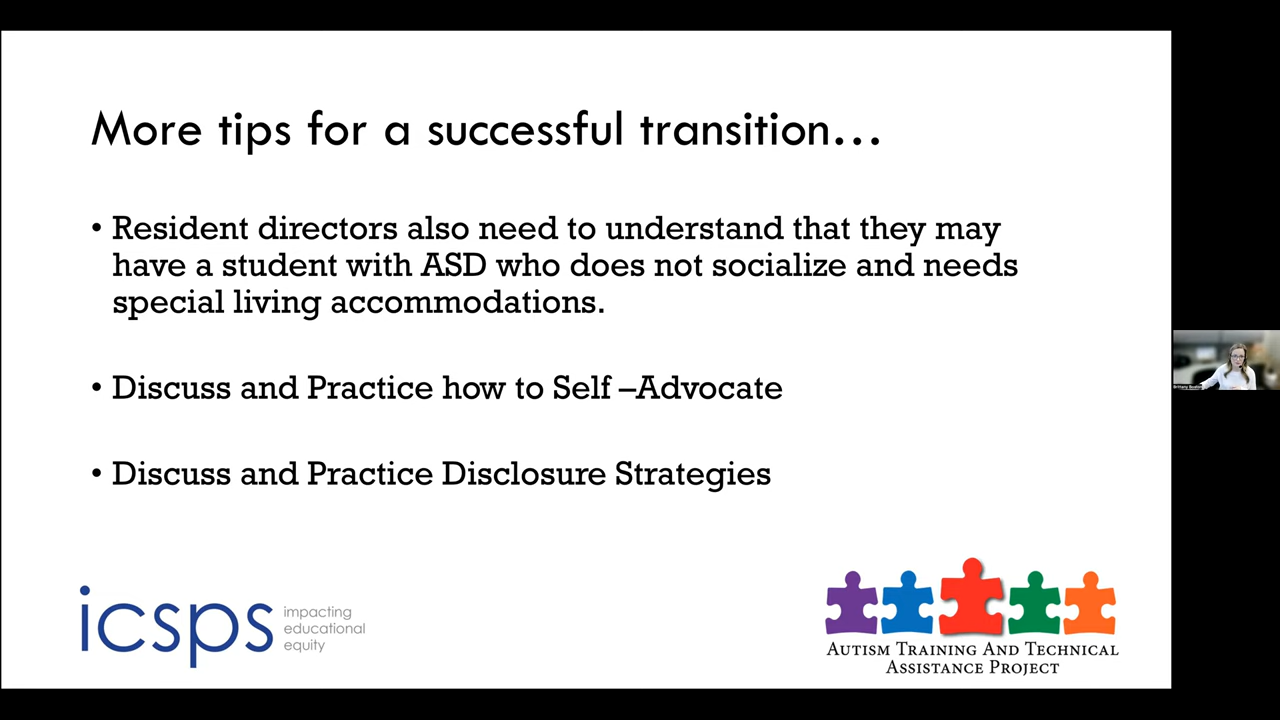 More tips for a successful transition…
• Resident directors also need to understand that they may
have a student with ASD who does not socialize and needs
special living accommodations.
• Discuss and Practice how to Self –Advocate
• Discuss and Practice Disclosure Strategies
icsps
impacting
educational
equity
AUTISM TRAINING AND TECHNICAL
ASSISTANCE PROJECT
Brittany